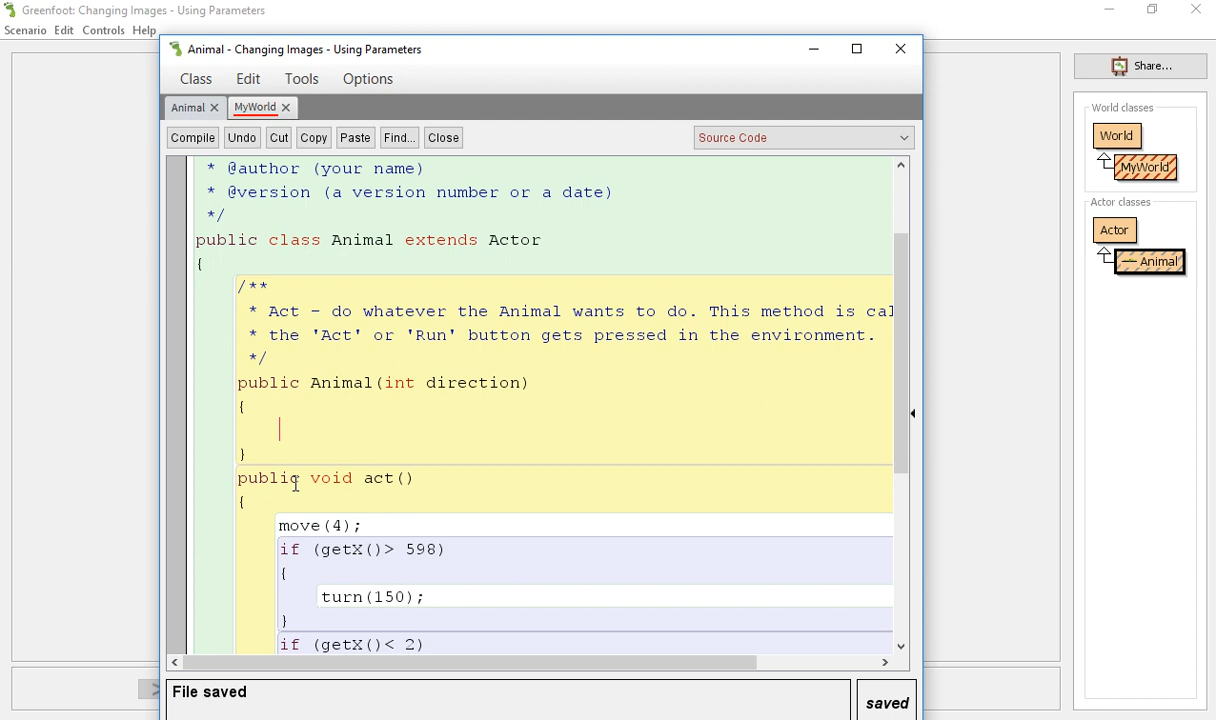 Greenfoot: Changing Images - Using Parameters
Scenario Edit Controls Help
Animal - Changing Images - Using Parameters
Class Edit Tools Options
Animal MyWorld
Compile Undo Cut Copy Paste Find... Close Source Code
* @author (your name)
* @version (a version number or a date)
*/
public class Animal extends Actor
{
/**
* Act - do whatever the Animal wants to do. This method is cal
* the 'Act' or 'Run' button gets pressed in the environment.
*/
public Animal(int direction)
{
}
public void act()
{
move(4);
if (getX()> 598)
{
turn(150);
}
if (getX()< 2)
File saved
saved
Share...
World classes
World
MyWorld
Actor classes
Actor
Animal